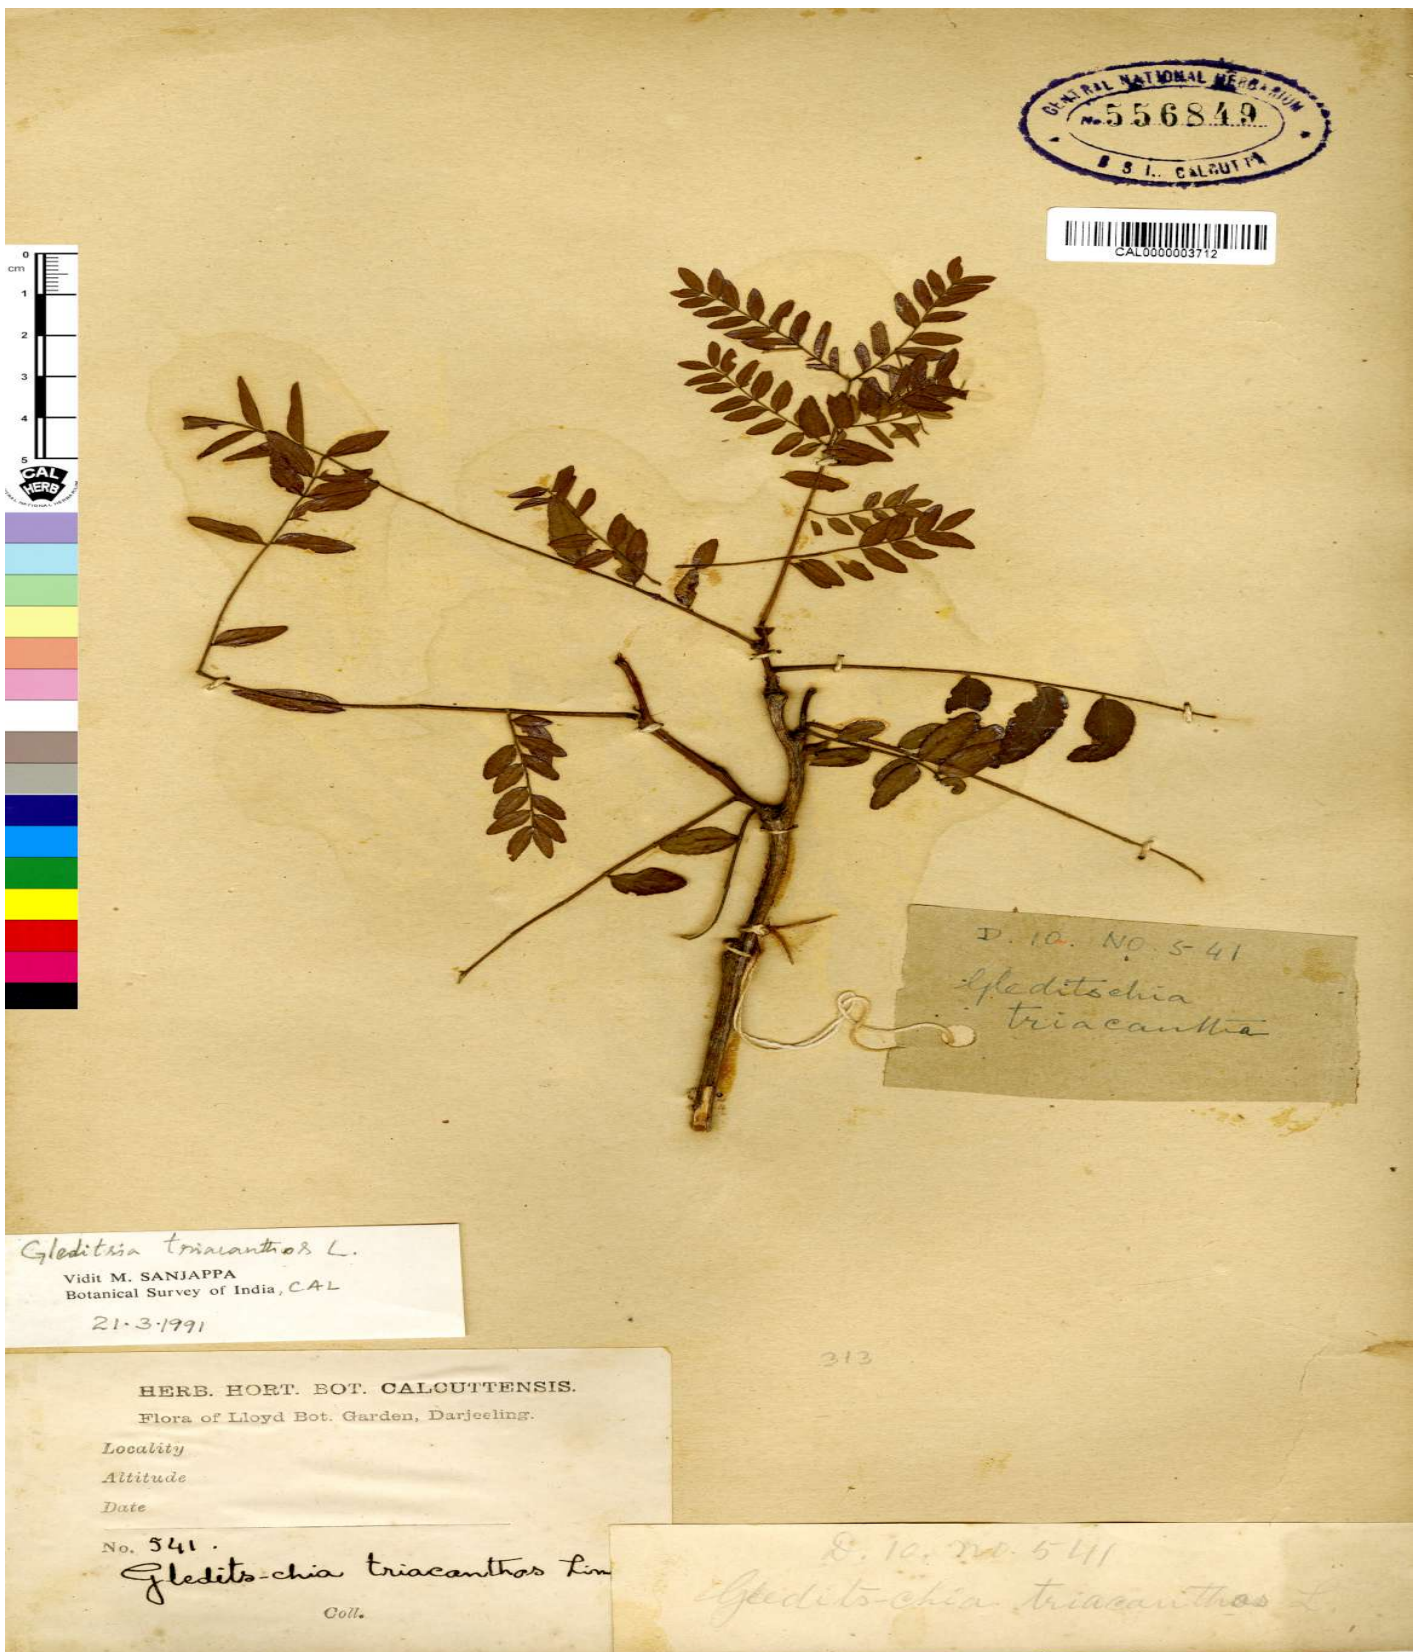 CENTRAL NATIONAL HERBARIUM
No. 556849
B S I., CALCUTTA
CAL0000003712
0
cm
1
2
3
4
5
CAL
HERB
D. 10. NO. 541
Gleditschia
triacantha
Gleditsia triacanthos L.
Vidit M. SANJAPPA
Botanical Survey of India, CAL
21.3.1991
313
HERB. HORT. BOT. CALCUTTENSIS.
Flora of Lloyd Bot. Garden, Darjeeling.
Locality
Altitude
Date
No. 541.
Gledits-chia triacanthos Linn
Coll.
D. 10. no. 541
Gledits-chia triacanthos L.